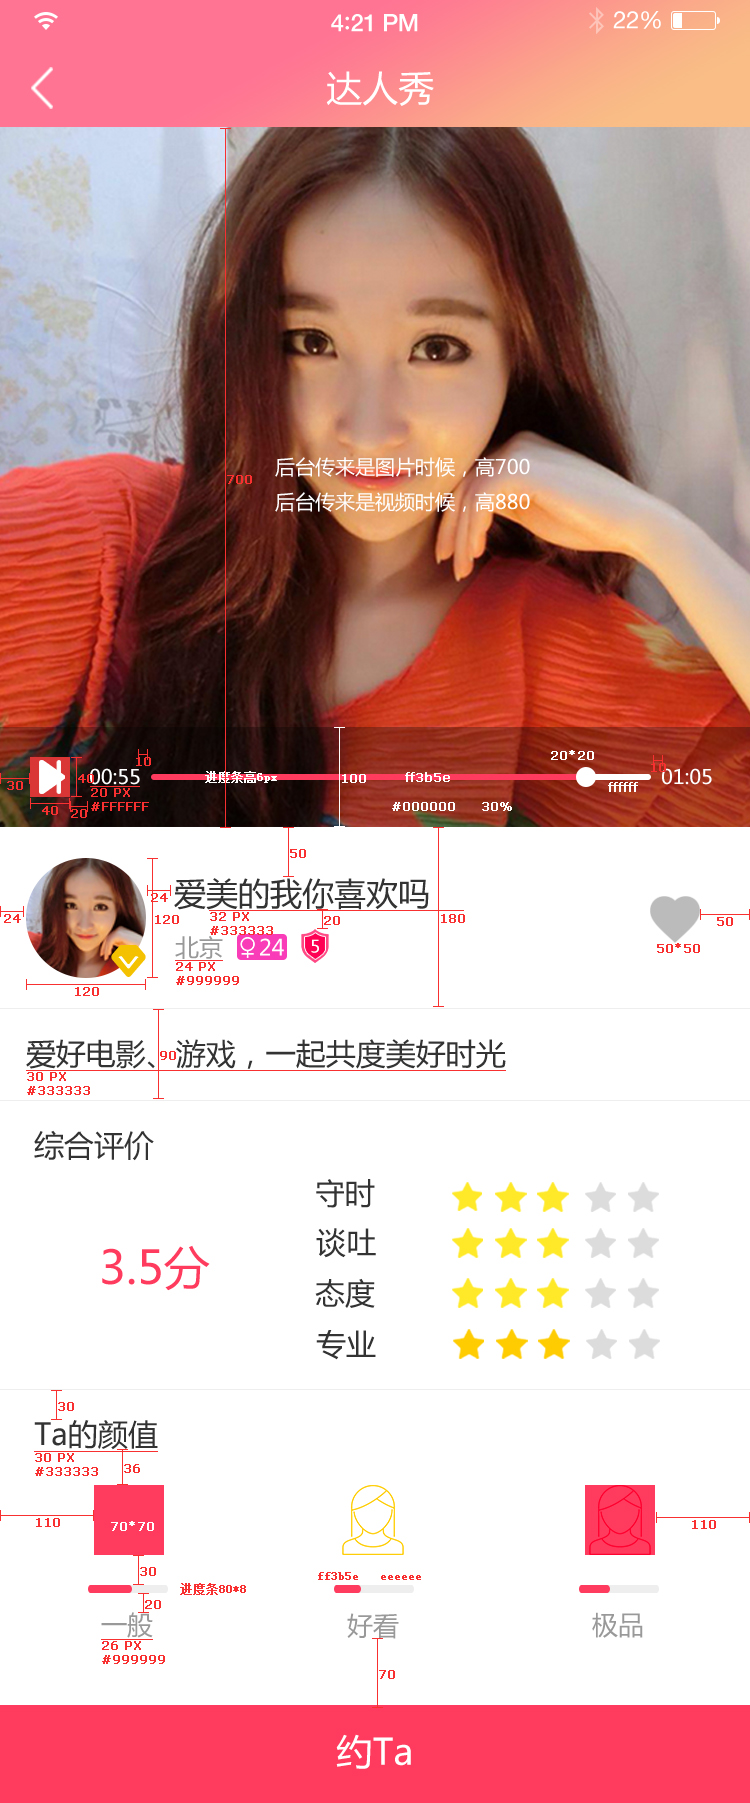 4:21 PM
22%
达人秀
700
后台传来是图片时候，高700
后台传来是视频时候，高880
10
20*20
10
30
40
00:55
进度条高6px
100
ff3b5e
01:05
20 PX
ffffff
40
20
#FFFFFF
#000000
30%
50
24
24
120
爱美的我你喜欢吗
32 PX
#333333
20
180
50
50*50
北京
24
5
24 PX
#999999
120
爱好电影、游戏，一起共度美好时光
90
30 PX
#333333
综合评价
守时
谈吐
3.5分
态度
专业
30
Ta的颜值
30 PX
#333333
36
110
70*70
110
30
进度条80*8
ff3b5e
eeeeee
20
一般
好看
极品
26 PX
#999999
70
约Ta